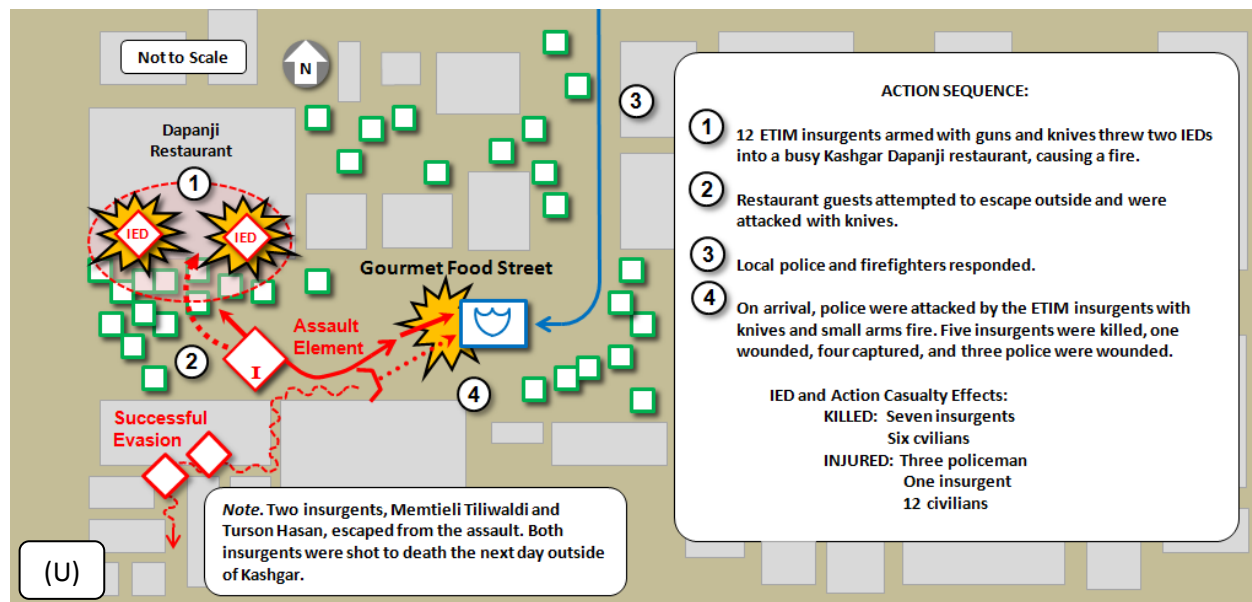 Not to Scale
N
Dapanji
Restaurant
1
IED
IED
2
I
Assault
Element
Gourmet Food Street
3
4
Successful
Evasion
Note. Two insurgents, Memtieli Tiliwaldi and
Turson Hasan, escaped from the assault. Both
insurgents were shot to death the next day outside
of Kashgar.
(U)
ACTION SEQUENCE:
1 12 ETIM insurgents armed with guns and knives threw two IEDs
into a busy Kashgar Dapanji restaurant, causing a fire.
2 Restaurant guests attempted to escape outside and were
attacked with knives.
3 Local police and firefighters responded.
4 On arrival, police were attacked by the ETIM insurgents with
knives and small arms fire. Five insurgents were killed, one
wounded, four captured, and three police were wounded.
IED and Action Casualty Effects:
KILLED: Seven insurgents
Six cvilians
INJURED: Three policeman
One insurgent
12 civilians